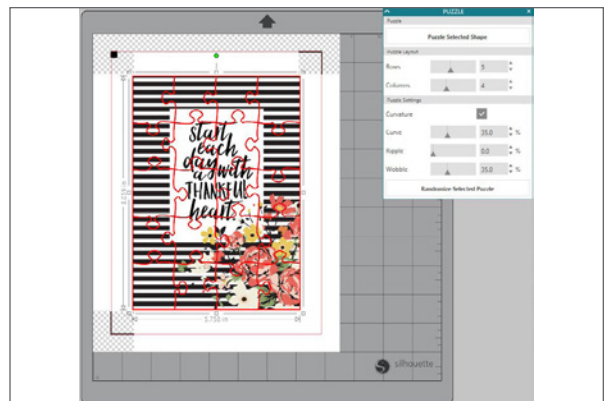 PUZZLE
Puzzle
Puzzle Selected Shape
Puzzle Layout
Rows 5
Columns 4
Puzzle Settings
Curvature
Curve 35.0 %
Ripple 0.0 %
Wobble 35.0 %
Randomize Selected Puzzle
start
each
day with
a
THANKFUL
heart.
5.758 in
silhouette